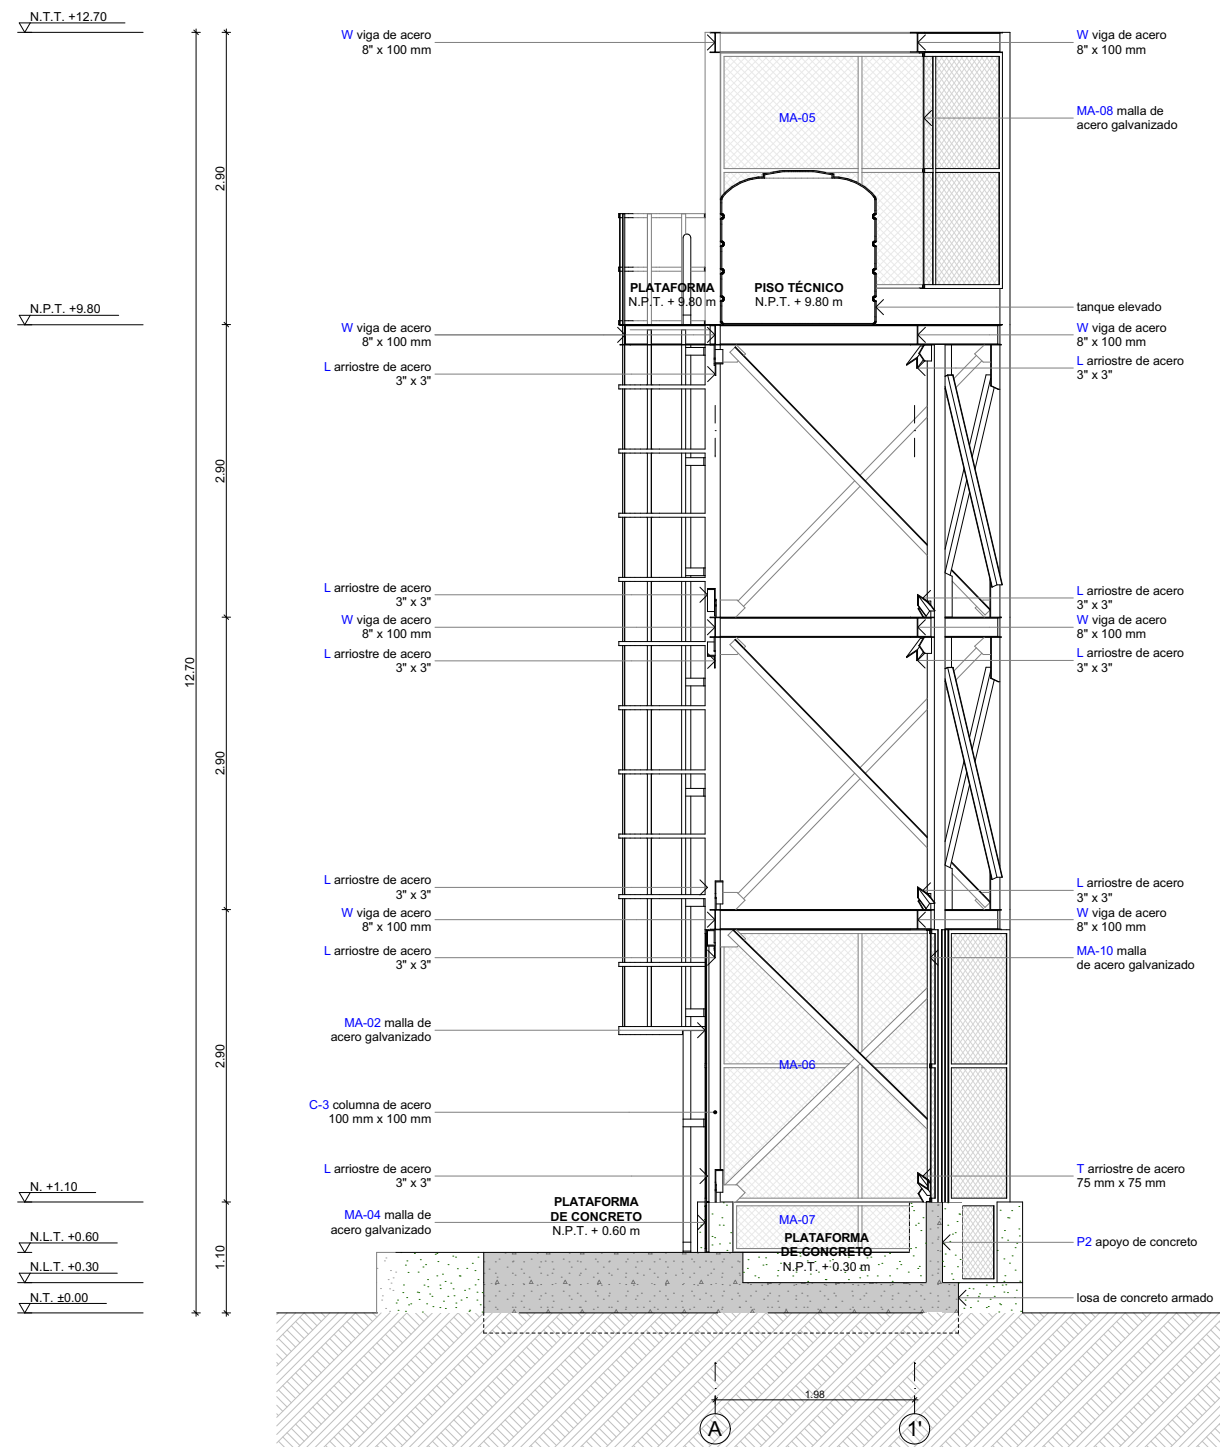 N.T.T. +12.70
W viga de acero
8" x 100 mm
W viga de acero
8" x 100 mm
MA-05
MA-08 malla de
acero galvanizado
2.90
PLATAFORMA
N.P.T. + 9.80 m
PISO TÉCNICO
N.P.T. + 9.80 m
tanque elevado
N.P.T. +9.80
W viga de acero
8" x 100 mm
W viga de acero
8" x 100 mm
L arriostre de acero
3" x 3"
L arriostre de acero
3" x 3"
2.90
L arriostre de acero
3" x 3"
L arriostre de acero
3" x 3"
W viga de acero
8" x 100 mm
W viga de acero
8" x 100 mm
L arriostre de acero
3" x 3"
L arriostre de acero
3" x 3"
12.70
2.90
L arriostre de acero
3" x 3"
L arriostre de acero
3" x 3"
W viga de acero
8" x 100 mm
W viga de acero
8" x 100 mm
L arriostre de acero
3" x 3"
MA-10 malla
de acero galvanizado
MA-02 malla de
acero galvanizado
2.90
MA-06
C-3 columna de acero
100 mm x 100 mm
L arriostre de acero
3" x 3"
T arriostre de acero
75 mm x 75 mm
N. +1.10
PLATAFORMA
DE CONCRETO
N.P.T. + 0.60 m
MA-04 malla de
acero galvanizado
MA-07
PLATAFORMA
DE CONCRETO
N.P.T. + 0.30 m
P2 apoyo de concreto
N.L.T. +0.60
1.10
N.L.T. +0.30
N.T. ±0.00
losa de concreto armado
1.98
A
1'